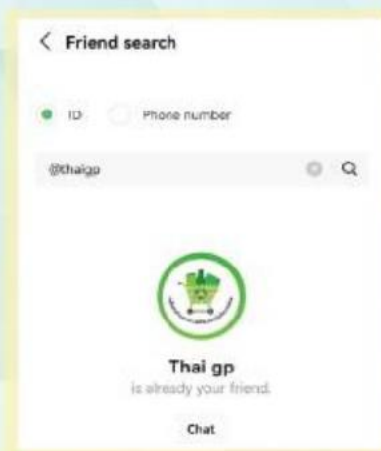 Friend search
ID Phone number
@thaigp
Thai gp
is already your friend.
Chat